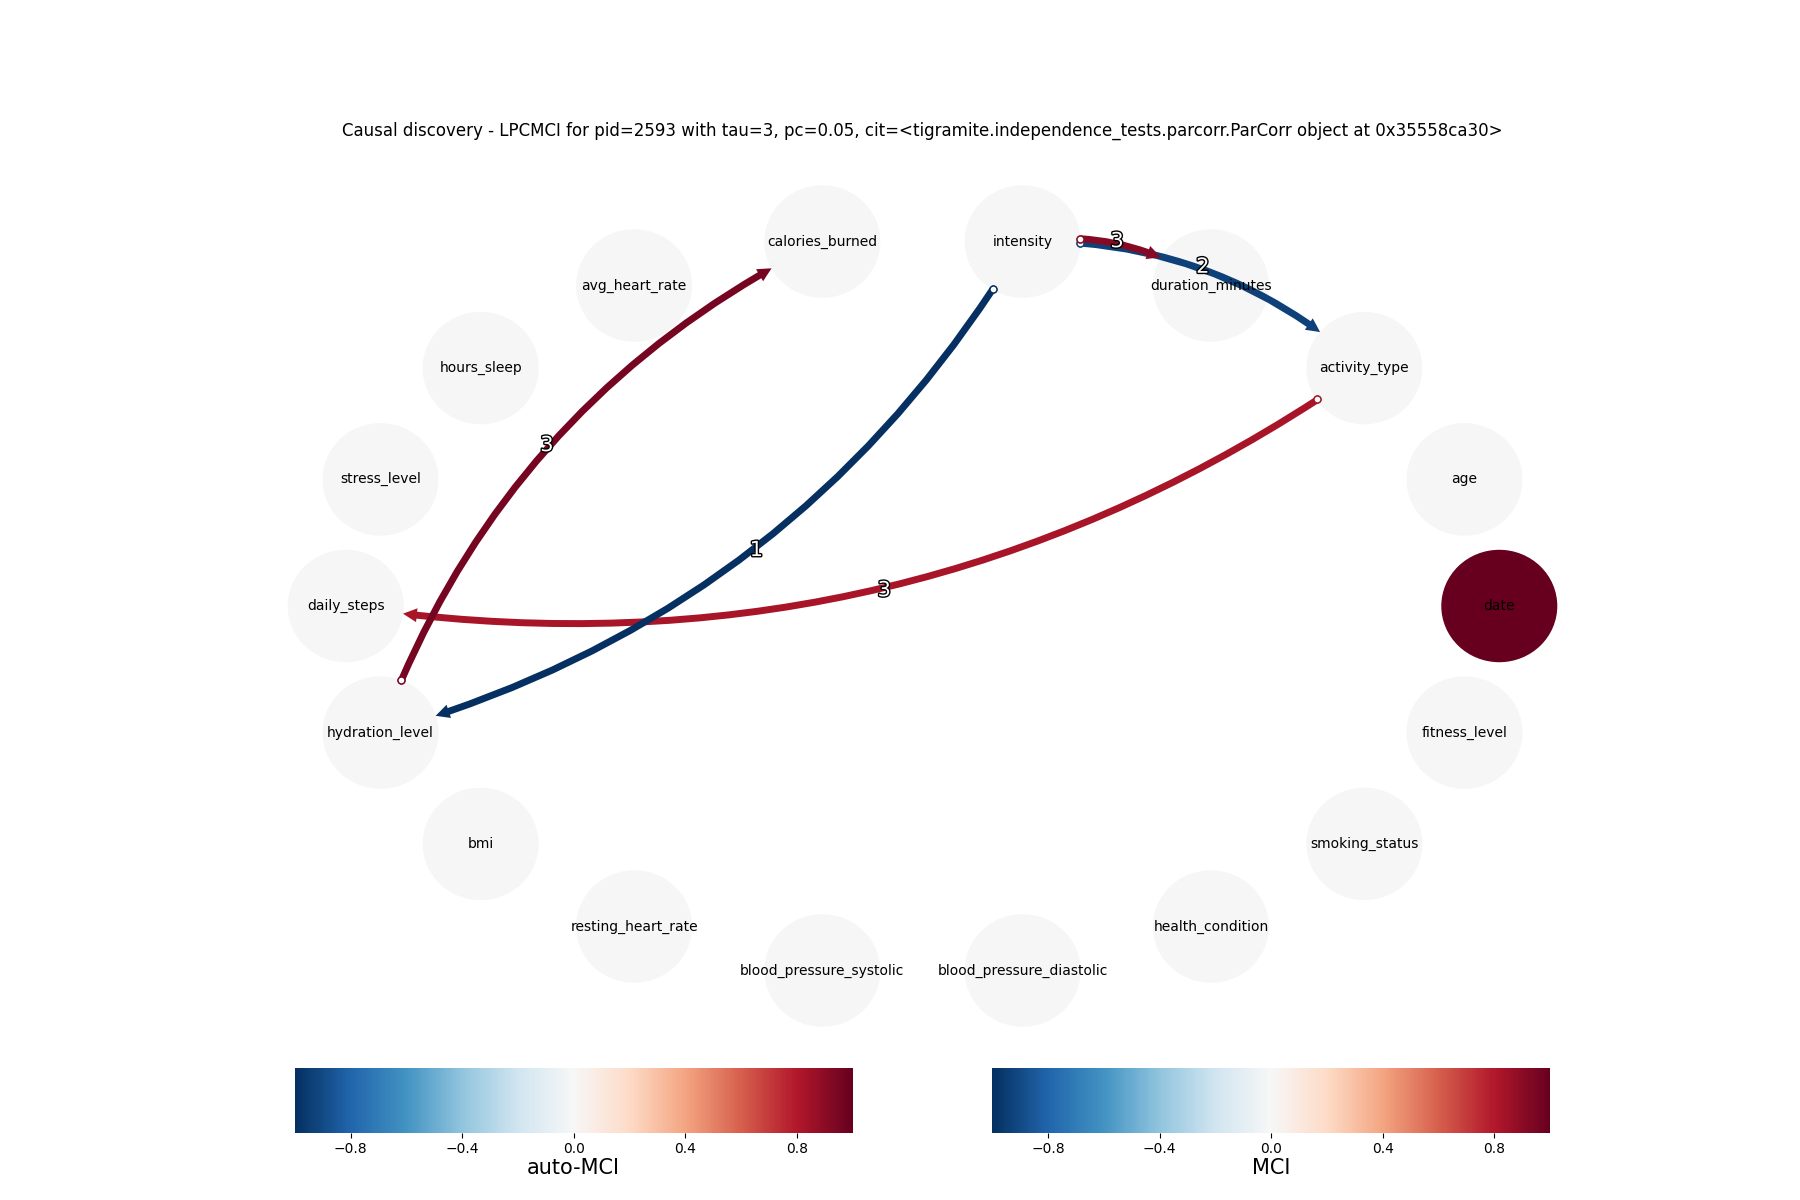 Causal discovery - LPCMCI for pid=2593 with tau=3, pc=0.05, cit=<tigramite.independence_tests.parcorr.ParCorr object at 0x35558ca30>
calories_burned
intensity
3
2
avg_heart_rate
duration_minutes
hours_sleep
activity_type
3
stress_level
age
1
3
daily_steps
date
hydration_level
fitness_level
bmi
smoking_status
resting_heart_rate
health_condition
blood_pressure_systolic
blood_pressure_diastolic
−0.8 −0.4 0.0 0.4 0.8
auto-MCI
−0.8 −0.4 0.0 0.4 0.8
MCI